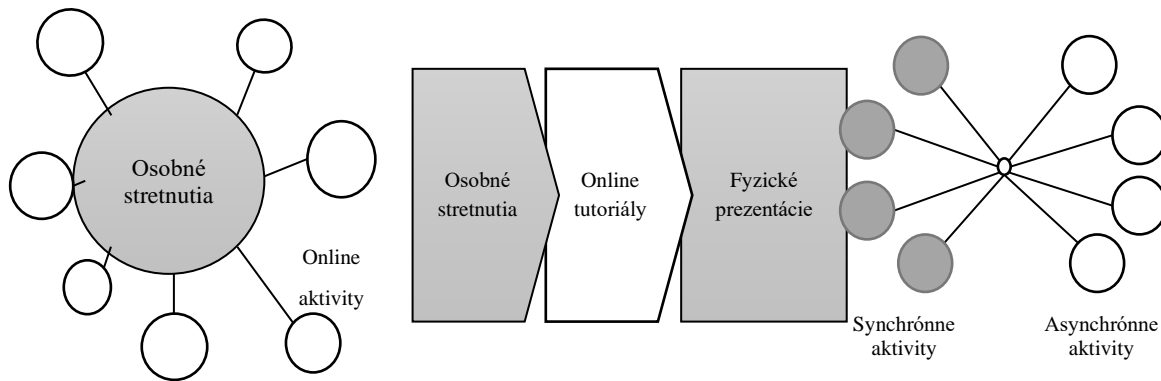 Osobné
stretnutia
Online
aktivity
Osobné
stretnutia
Online
tutoriály
Fyzické
prezentácie
Synchrónne
aktivity
Asynchrónne
aktivity